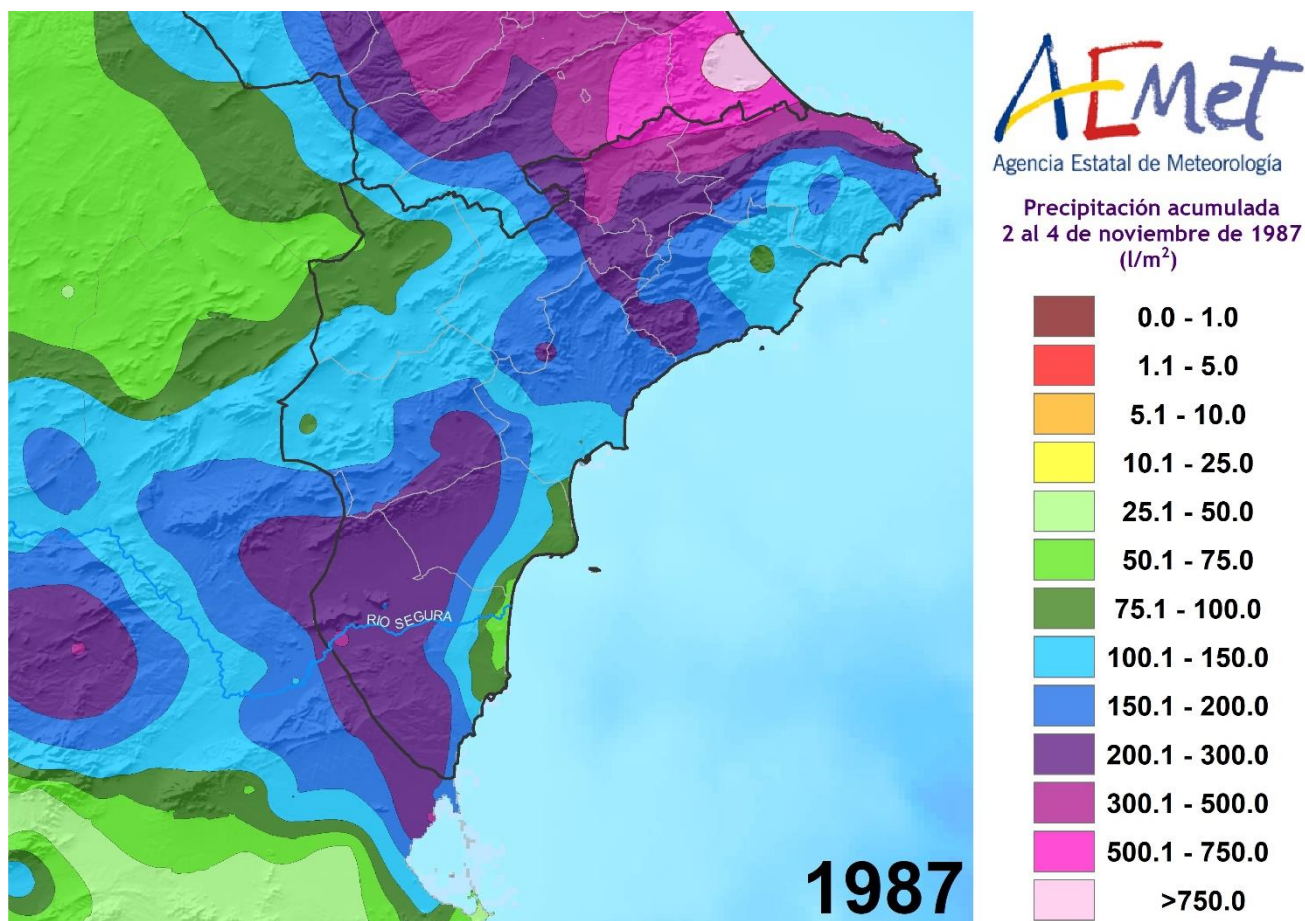 RIO SEGURA
1987
AEMet
Agencia Estatal de Meteorología
Precipitación acumulada
2 al 4 de noviembre de 1987
(l/m²)
0.0 - 1.0
1.1 - 5.0
5.1 - 10.0
10.1 - 25.0
25.1 - 50.0
50.1 - 75.0
75.1 - 100.0
100.1 - 150.0
150.1 - 200.0
200.1 - 300.0
300.1 - 500.0
500.1 - 750.0
>750.0